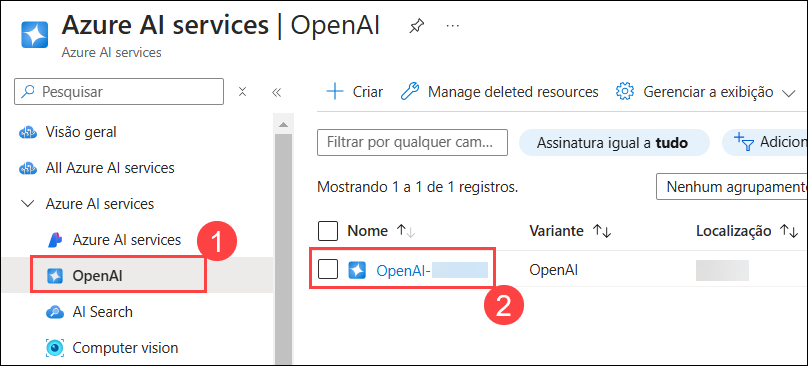 Azure AI services | OpenAI
Azure AI services
Pesquisar
Visão geral
All Azure AI services
Azure AI services
Azure AI services
1
OpenAI
AI Search
Computer vision
Criar
Manage deleted resources
Gerenciar a exibição
Filtrar por qualquer cam...
Assinatura igual a tudo
Adicion
Mostrando 1 a 1 de 1 registros.
Nenhum agrupamento
Nome
Variante
Localização
OpenAI-
OpenAI
2